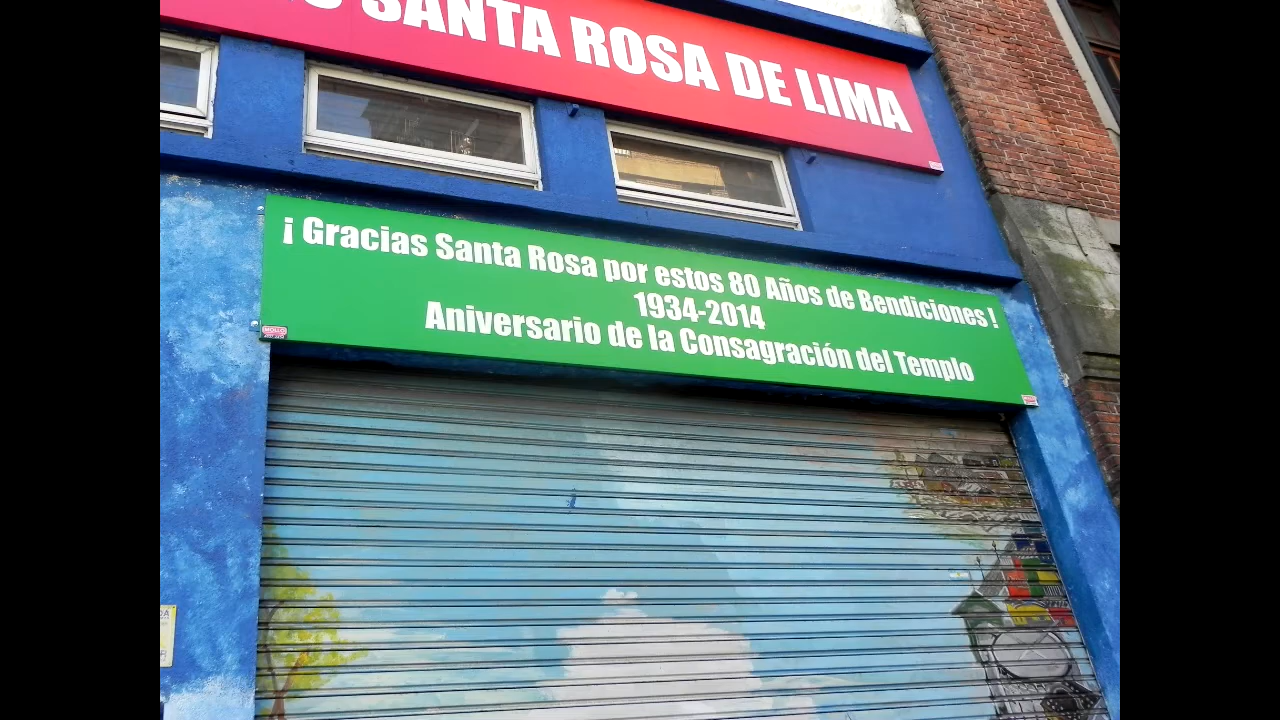 SANTA ROSA DE LIMA
¡ Gracias Santa Rosa por estos 80 Años de Bendiciones !
1934-2014
Aniversario de la Consagración del Templo
MOLLO